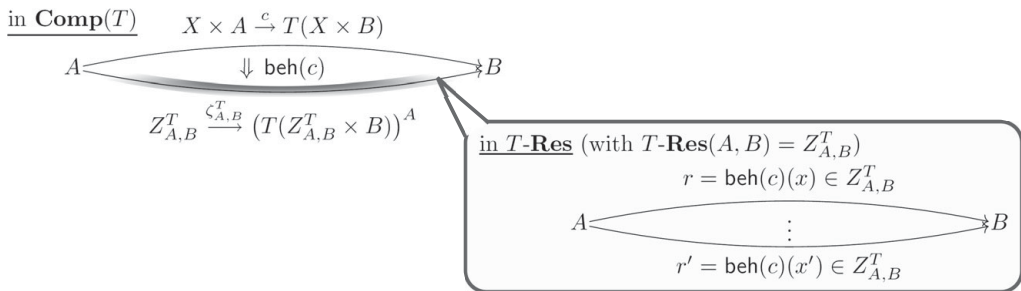 in Comp(T)
X × A →^c T(X × B)
A ⇓ beh(c) B
Z^T_{A,B} →^{ζ^T_{A,B}} (T(Z^T_{A,B} × B))^A
in T-Res (with T-Res(A, B) = Z^T_{A,B})
r = beh(c)(x) ∈ Z^T_{A,B}
A ⋮ B
r′ = beh(c)(x′) ∈ Z^T_{A,B}